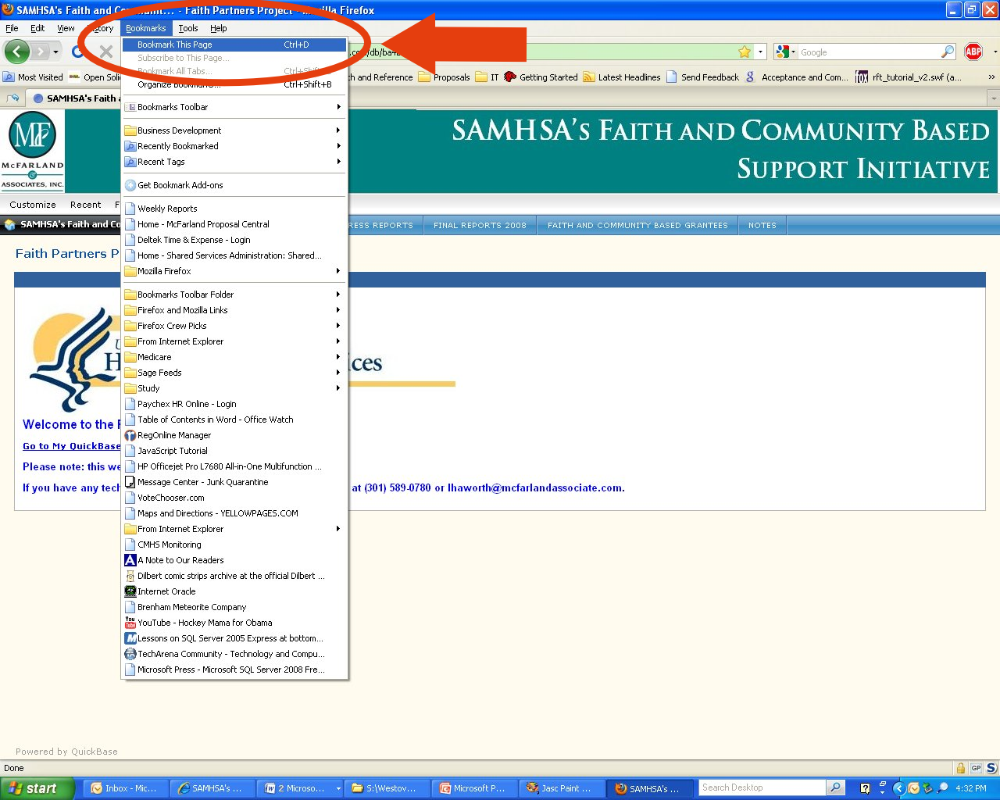 SAMHSA's Faith and Communit... - Faith Partners Project - Mozilla Firefox
File Edit View History Bookmarks Tools Help
Bookmark This Page Ctrl+D
Subscribe to This Page...
Bookmark All Tabs... Ctrl+Shift
Organize Bookmarks... Ctrl+Shift+B
.com/db/ba4
Google
ABP
Most Visited Open Soli ch and Reference Proposals IT Getting Started Latest Headlines Send Feedback Acceptance and Com... rft_tutorial_v2.swf (a...
SAMHSA's Faith a
Bookmarks Toolbar
Business Development
Recently Bookmarked
Recent Tags
Get Bookmark Add-ons
Weekly Reports
Home - McFarland Proposal Central
Deltek Time & Expense - Login
Home - Shared Services Administration: Shared...
Mozilla Firefox
Bookmarks Toolbar Folder
Firefox and Mozilla Links
Firefox Crew Picks
From Internet Explorer
Medicare
Sage Feeds
Study
Paychex HR Online - Login
Table of Contents in Word - Office Watch
RegOnline Manager
JavaScript Tutorial
HP Officejet Pro L7680 All-in-One Multifunction ...
Message Center - Junk Quarantine
VoteChooser.com
Maps and Directions - YELLOWPAGES.COM
From Internet Explorer
CMHS Monitoring
A Note to Our Readers
Dilbert comic strips archive at the official Dilbert ...
Internet Oracle
Brenham Meteorite Company
YouTube - Hockey Mama for Obama
Lessons on SQL Server 2005 Express at bottom...
TechArena Community - Technology and Compu...
Microsoft Press - Microsoft SQL Server 2008 Fre...
MF
MCFARLAND
&
ASSOCIATES, INC.
SAMHSA'S FAITH AND COMMUNITY BASED
SUPPORT INITIATIVE
Customize Recent F
SAMHSA's Faith and Co RESS REPORTS FINAL REPORTS 2008 FAITH AND COMMUNITY BASED GRANTEES NOTES
Faith Partners P
U
H ices
Welcome to the F
Go to My QuickBase
Please note: this we
If you have any tech at (301) 589-0780 or lhaworth@mcfarlandassociate.com.
Powered by QuickBase
Done
GP
start Inbox - Mic... SAMHSA's ... 2 Microso... S:\Westov... Microsoft P... Jasc Paint ... SAMHSA's ... Search Desktop 4:32 PM